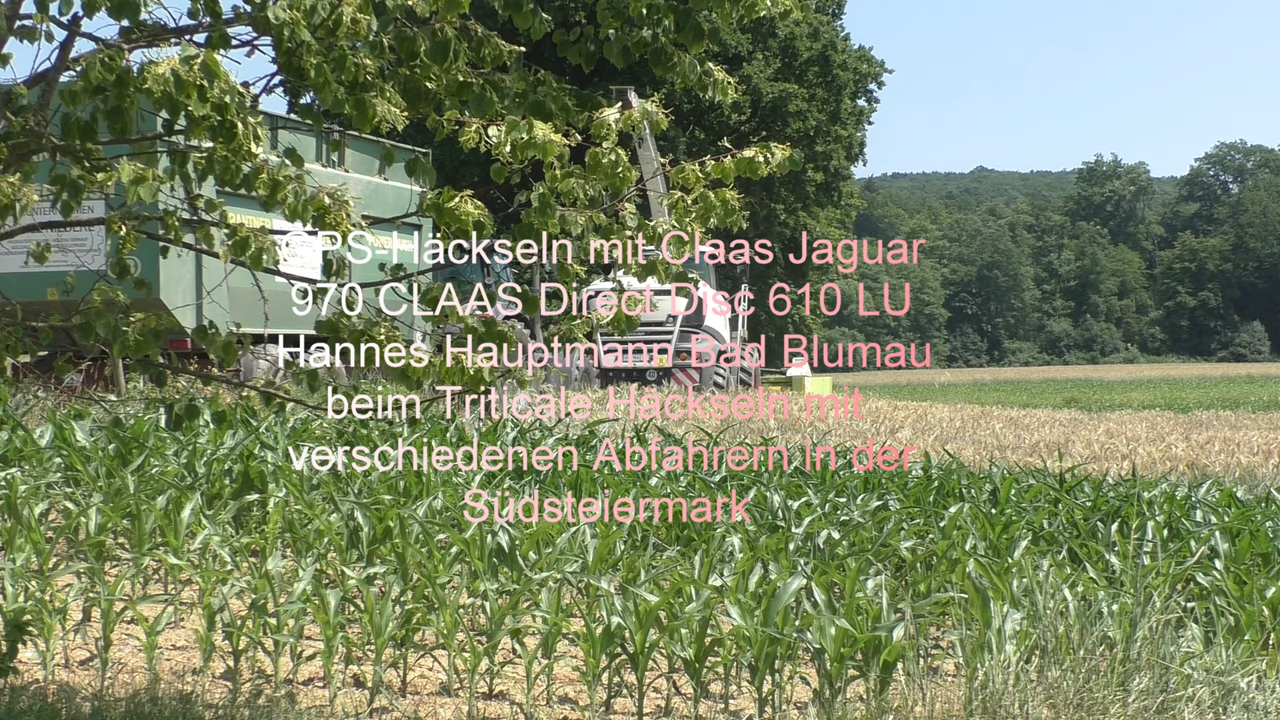 GPS-Häckseln mit Claas Jaguar
970 CLAAS Direct Disc 610 LU
Hannes Hauptmann Bad Blumau
beim Triticale Häckseln mit
verschiedenen Abfahrern in der
Südsteiermark